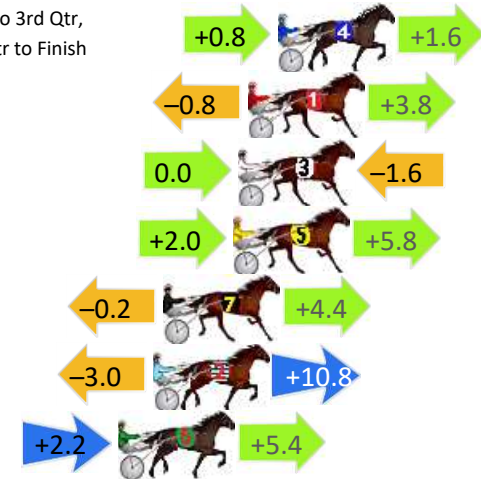 o 3rd Qtr,
tr to Finish
+0.8 4 +1.6
–0.8 1 +3.8
0.0 3 –1.6
+2.0 5 +5.8
–0.2 7 +4.4
–3.0 2 +10.8
+2.2 6 +5.4